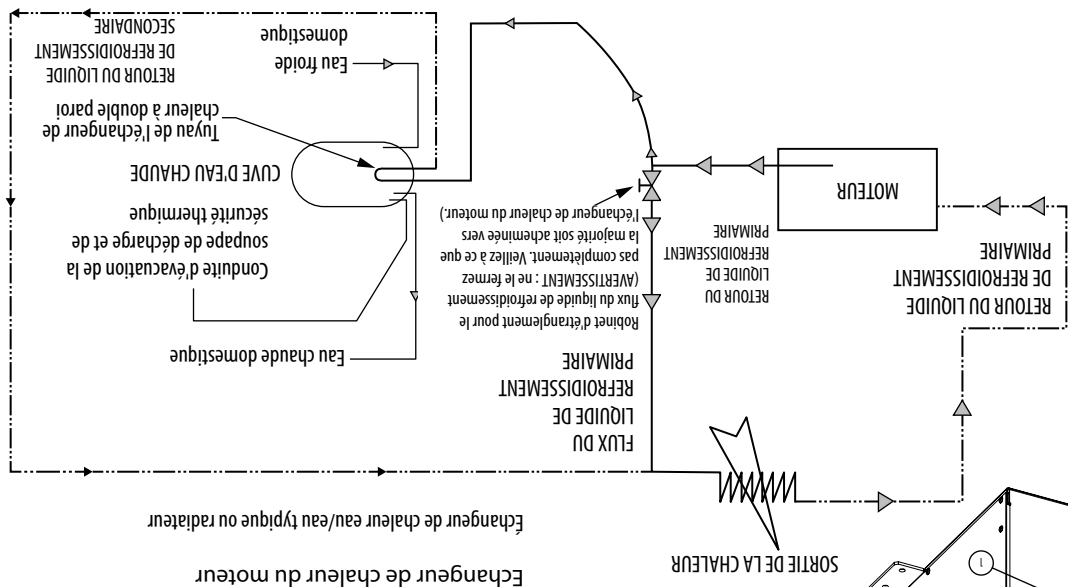 Échangeur de chaleur du moteur
Échangeur de chaleur eau/eau typique ou radiateur
SORTIE DE LA CHALEUR
1
FLUX DU
LIQUIDE DE
REFROIDISSEMENT
PRIMAIRE
Eau chaude domestique
Robinet d'étranglement pour le
flux du liquide de refroidissement
(AVERTISSEMENT : ne le fermez
pas complètement. Veillez à ce que
la majorité soit acheminée vers
l'échangeur de chaleur du moteur.)
RETOUR DU LIQUIDE
DE REFROIDISSEMENT
PRIMAIRE
RETOUR DU
LIQUIDE DE
REFROIDISSEMENT
PRIMAIRE
Conduite d'évacuation de la
soupape de décharge et de
sécurité thermique
MOTEUR
CUVE D'EAU CHAUDE
Tuyau de l'échangeur de
chaleur à double paroi
Eau froide
domestique
RETOUR DU LIQUIDE
DE REFROIDISSEMENT
SECONDAIRE